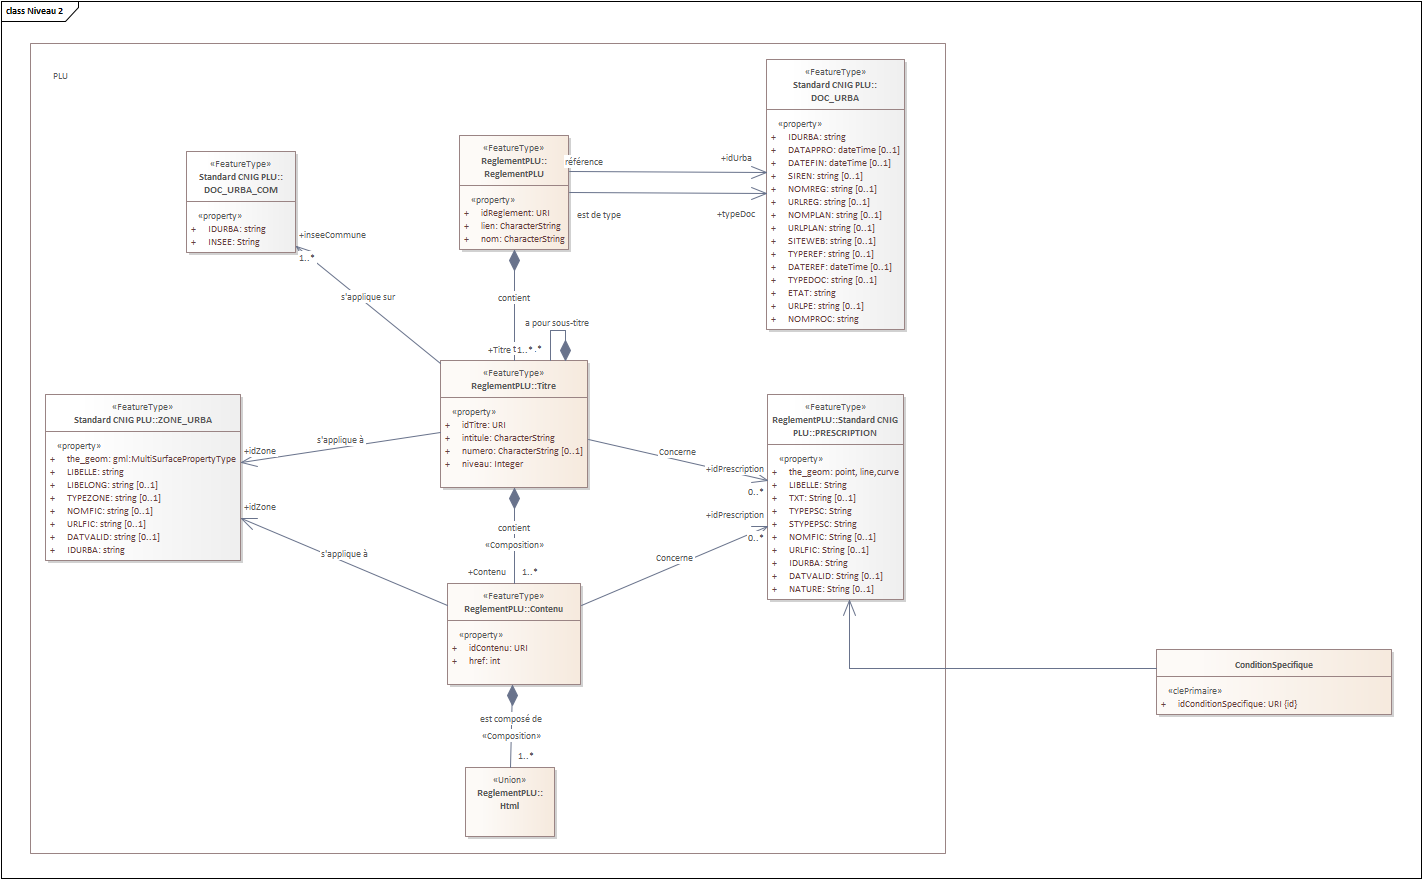 class Niveau 2
PLU
«FeatureType»
Standard CNIG PLU::
DOC_URBA
«property»
+ IDURBA: string
+ DATAPPRO: dateTime [0..1]
+ DATEFIN: dateTime [0..1]
+ SIREN: string [0..1]
+ NOMREG: string [0..1]
+ URLREG: string [0..1]
+ NOMPLAN: string [0..1]
+ URLPLAN: string [0..1]
+ SITEWEB: string [0..1]
+ TYPEREF: string [0..1]
+ DATEREF: dateTime [0..1]
+ TYPEDOC: string [0..1]
+ ETAT: string
+ URLPE: string [0..1]
+ NOMPROC: string
«FeatureType»
ReglementPLU::
ReglementPLU
«property»
+ idReglement: URI
+ lien: CharacterString
+ nom: CharacterString
référence
+idUrba
est de type
+typeDoc
«FeatureType»
Standard CNIG PLU::
DOC_URBA_COM
«property»
+ IDURBA: string
+ INSEE: String
+inseeCommune
1..*
s'applique sur
contient
a pour sous-titre
+Titre 1..*
«FeatureType»
ReglementPLU::Titre
«property»
+ idTitre: URI
+ intitule: CharacterString
+ numero: CharacterString [0..1]
+ niveau: Integer
«FeatureType»
Standard CNIG PLU::ZONE_URBA
«property»
+ the_geom: gml:MultiSurfacePropertyType
+ LIBELLE: string
+ LIBELONG: string [0..1]
+ TYPEZONE: string [0..1]
+ NOMFIC: string [0..1]
+ URLFIC: string [0..1]
+ DATVALID: string [0..1]
+ IDURBA: string
s'applique à
+idZone
+idZone
s'applique à
«FeatureType»
ReglementPLU::Standard CNIG
PLU::PRESCRIPTION
«property»
+ the_geom: point, line,curve
+ LIBELLE: String
+ TXT: String [0..1]
+ TYPEPSC: String
+ STYPEPSC: String
+ NOMFIC: String [0..1]
+ URLFIC: String [0..1]
+ IDURBA: String
+ DATVALID: String [0..1]
+ NATURE: String [0..1]
Concerne
+idPrescription
0..*
+idPrescription
0..*
Concerne
contient
«Composition»
+Contenu 1..*
«FeatureType»
ReglementPLU::Contenu
«property»
+ idContenu: URI
+ href: int
est composé de
«Composition»
1..*
«Union»
ReglementPLU::
Html
ConditionSpecifique
«clePrimaire»
+ idConditionSpecifique: URI {id}